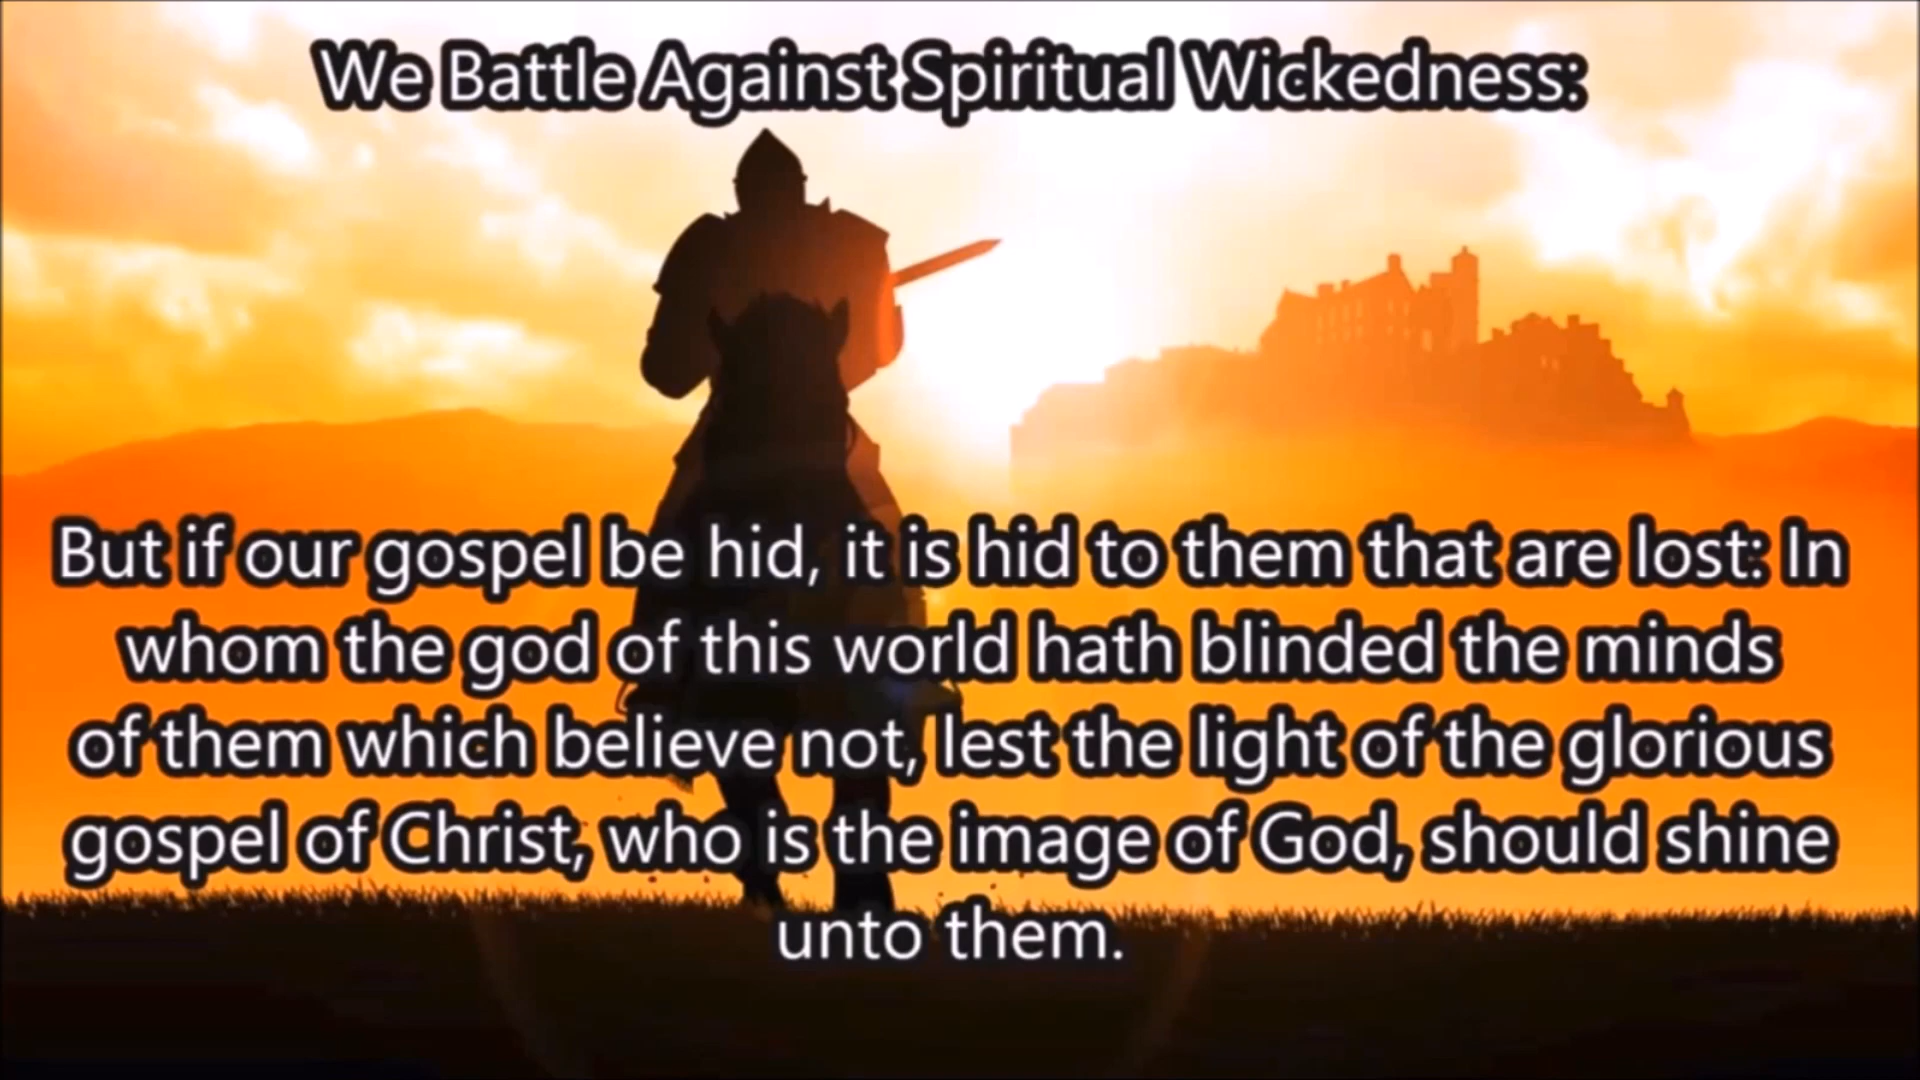 We Battle Against Spiritual Wickedness:
But if our gospel be hid, it is hid to them that are lost: In
whom the god of this world hath blinded the minds
of them which believe not, lest the light of the glorious
gospel of Christ, who is the image of God, should shine
unto them.